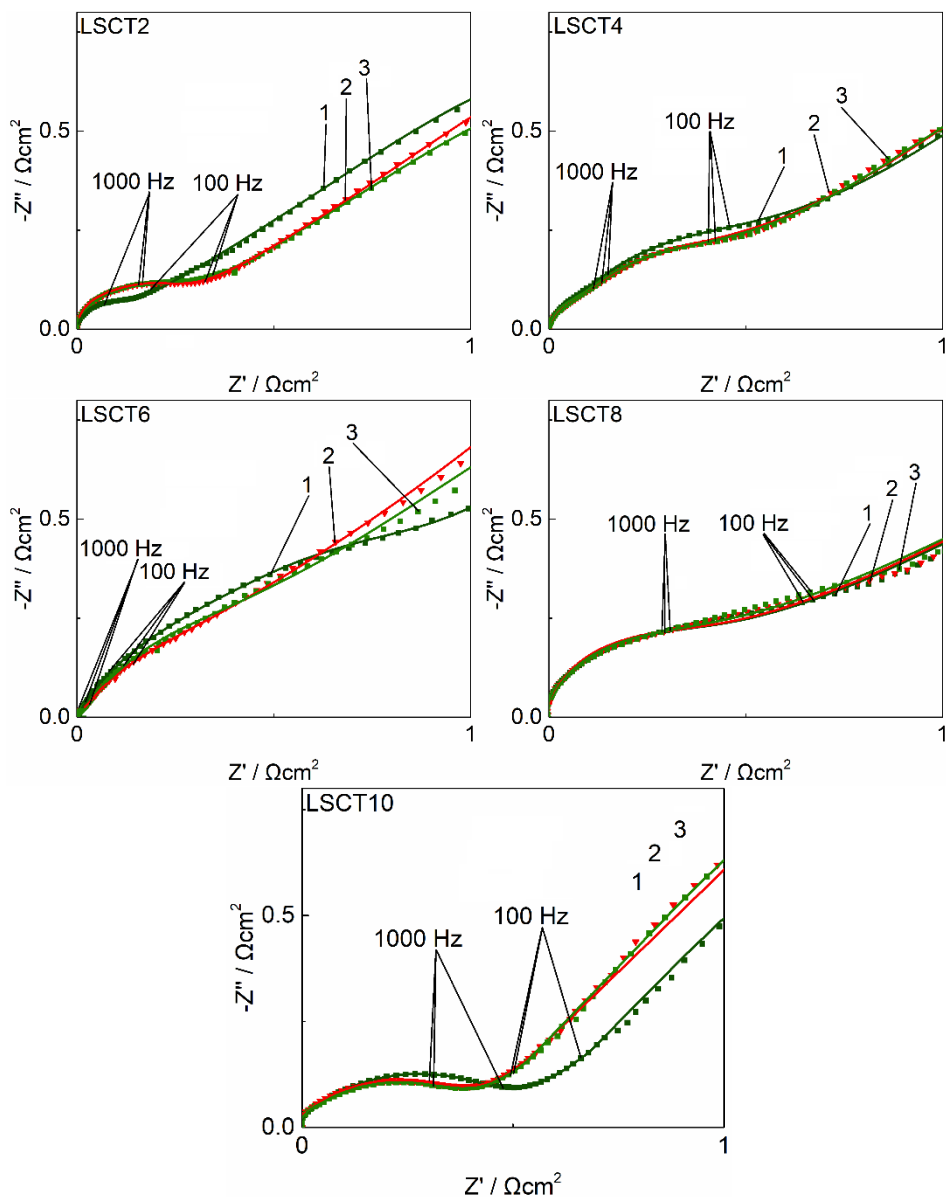 LSCT2
0.5
0.0
0
1
-Z'' / Ωcm²
Z' / Ωcm²
1000 Hz
100 Hz
1
2
3
LSCT4
0.5
0.0
0
1
-Z'' / Ωcm²
Z' / Ωcm²
1000 Hz
100 Hz
1
2
3
LSCT6
0.5
0.0
0
1
-Z'' / Ωcm²
Z' / Ωcm²
1000 Hz
100 Hz
1
2
3
LSCT8
0.5
0.0
0
1
-Z'' / Ωcm²
Z' / Ωcm²
1000 Hz
100 Hz
1
2
3
LSCT10
0.5
0.0
0
1
-Z'' / Ωcm²
Z' / Ωcm²
1000 Hz
100 Hz
1
2
3